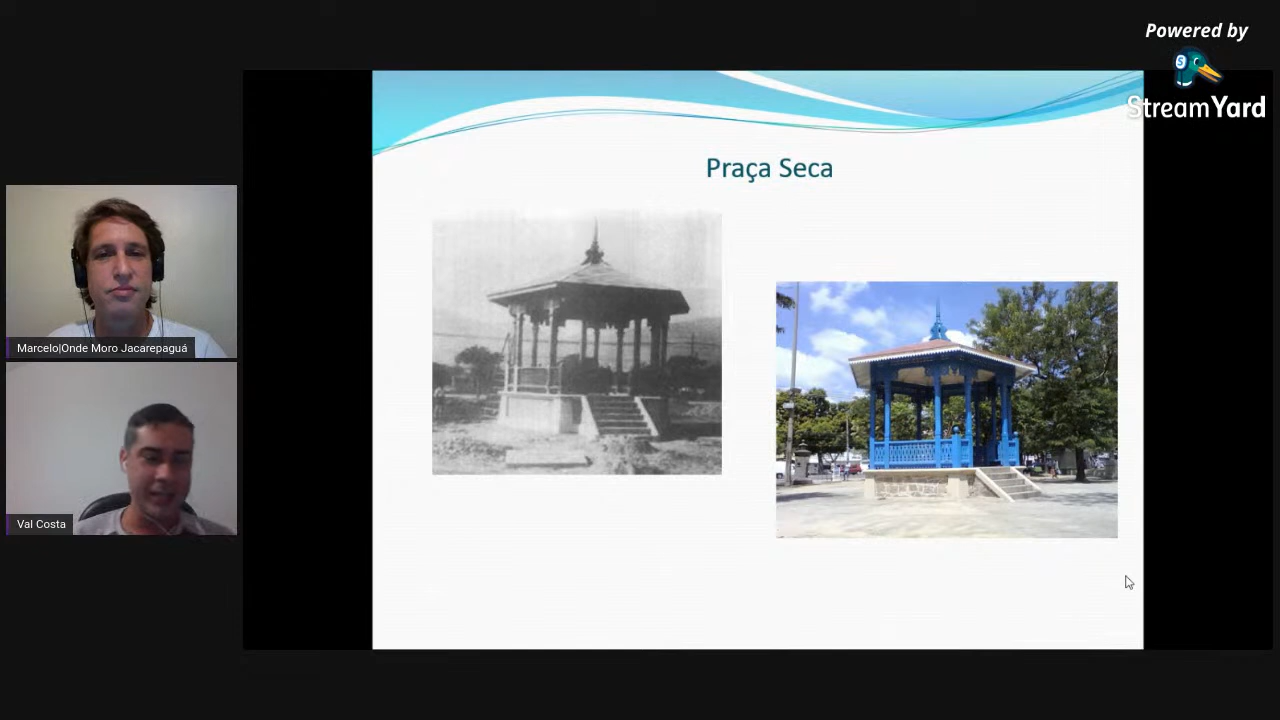 Powered by
StreamYard
Praça Seca
Marcelo|Onde Moro Jacarepaguá
Val Costa